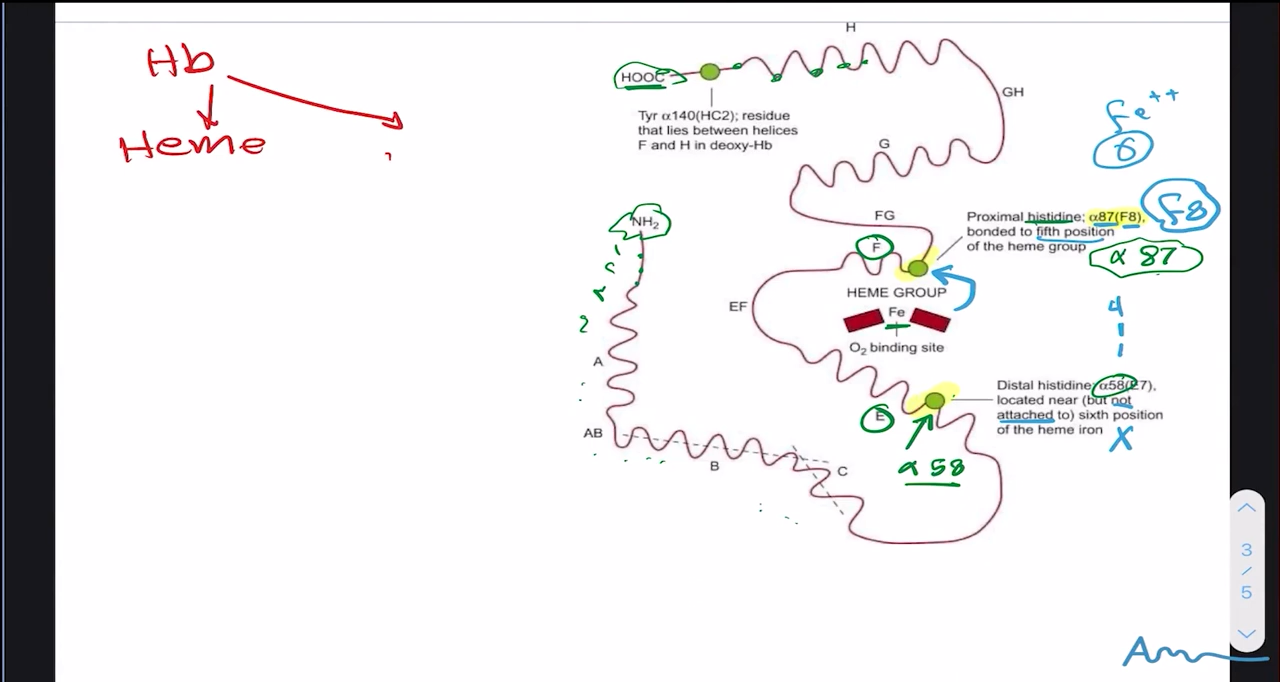 Hb
Heme
H
HOOC
Tyr α140(HC2); residue
that lies between helices
F and H in deoxy-Hb
GH
G
Fe++
6
NH2
FG
Proximal histidine; α87(F8),
bonded to fifth position
of the heme group
F8
α 87
F
HEME GROUP
Fe
O2 binding site
EF
A
2
4
Distal histidine; α58(E7),
located near (but not
attached to) sixth position
of the heme iron
X
E
α 58
AB
B
C
3
/
5